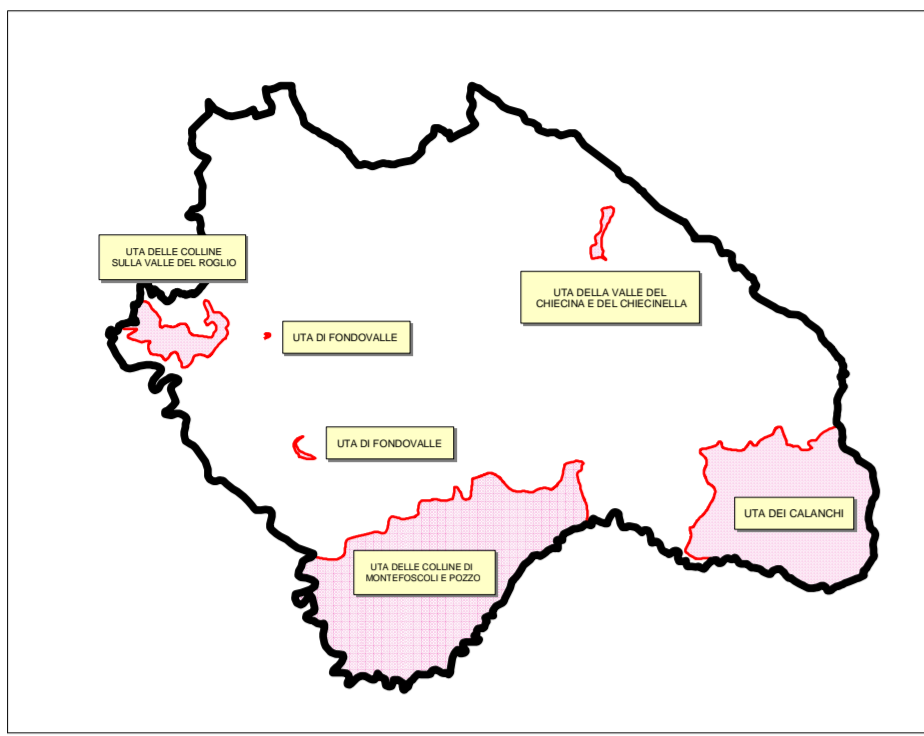 UTA DELLE COLLINE
SULLA VALLE DEL ROGLIO
UTA DELLA VALLE DEL
CHIECINA E DEL CHIECINELLA
UTA DI FONDOVALLE
UTA DI FONDOVALLE
UTA DEI CALANCHI
UTA DELLE COLLINE DI
MONTEFOSCOLI E POZZO